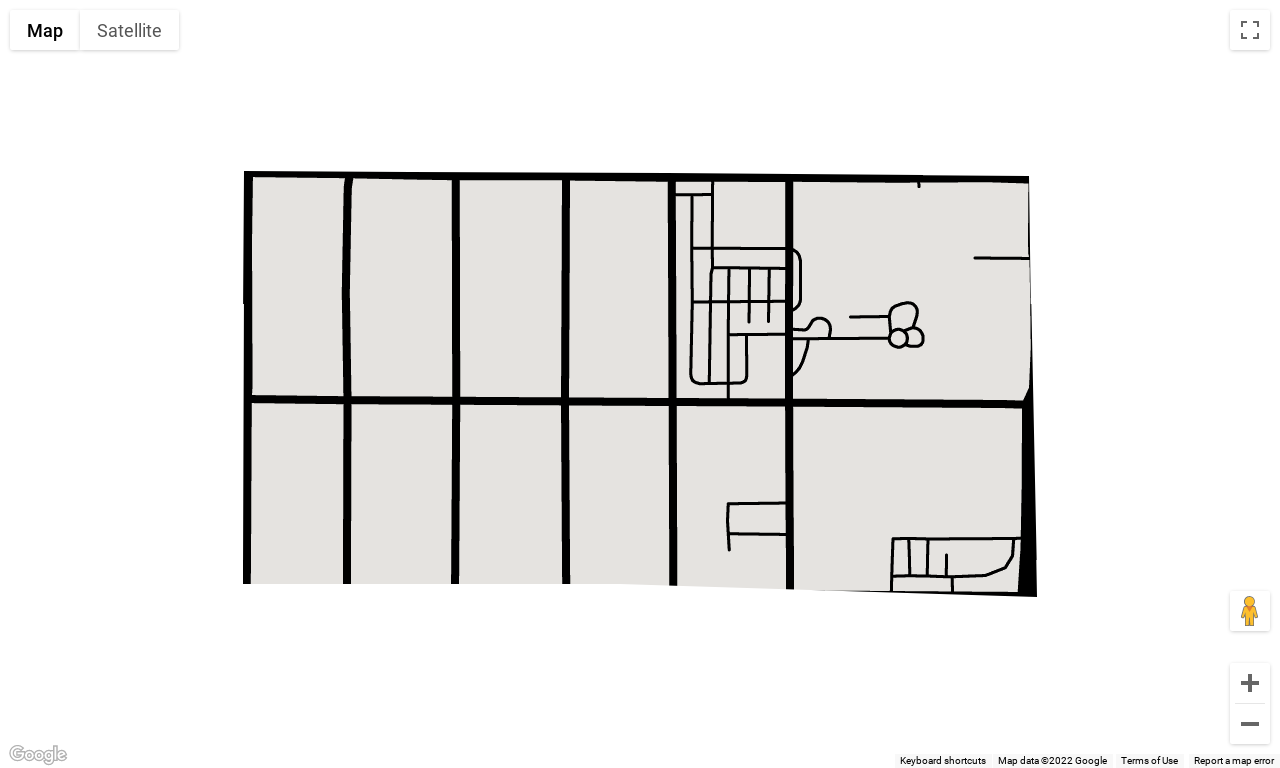 Map Satellite
Google
Keyboard shortcuts Map data ©2022 Google Terms of Use Report a map error